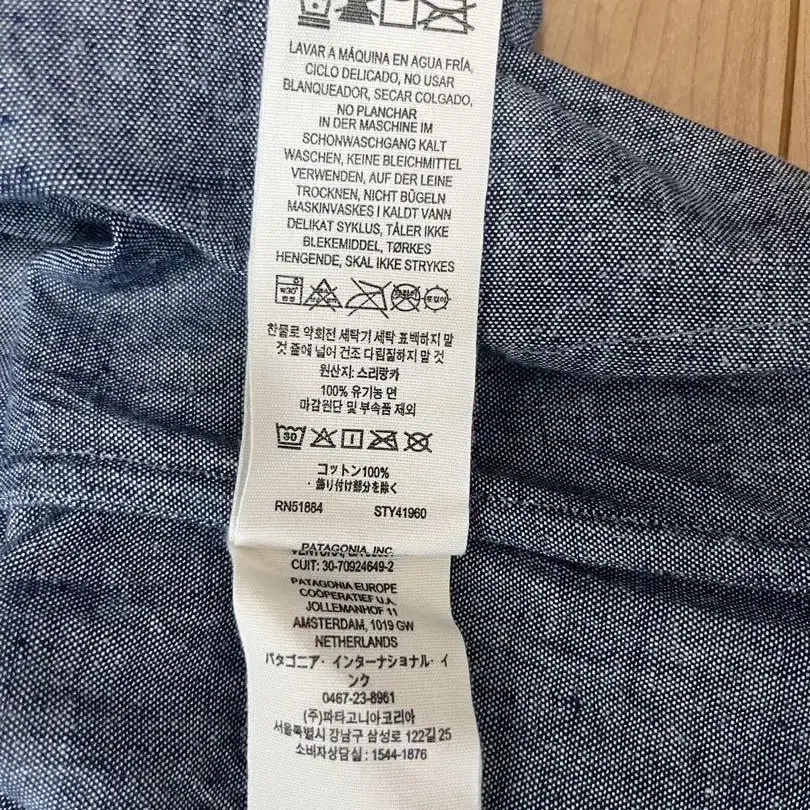 LAVAR A MÁQUINA EN AGUA FRÍA,
CICLO DELICADO, NO USAR
BLANQUEADOR, SECAR COLGADO,
NO PLANCHAR
IN DER MASCHINE IM
SCHONWASCHGANG KALT
WASCHEN, KEINE BLEICHMITTEL
VERWENDEN, AUF DER LEINE
TROCKNEN, NICHT BÜGELN
MASKINVASKES I KALDT VANN
DELIKAT SYKLUS, TÅLER IKKE
BLEKEMIDDEL, TØRKES
HENGENDE, SKAL IKKE STRYKES
찬물로 약회전 세탁기 세탁 표백하지 말
것 줄에 널어 건조 다림질하지 말 것
원산지: 스리랑카
100% 유기농 면
마감원단 및 부속품 제외
30
コットン100%
・飾り付け部分を除く
RN51884 STY41960
PATAGONIA, INC.
CUIT: 30-70924649-2
PATAGONIA EUROPE
COÖPERATIEF U.A.
JOLLEMANHOF 11
AMSTERDAM, 1019 GW
NETHERLANDS
パタゴニア・インターナショナル・イ
ンク
0467-23-8961
(주)파타고니아코리아
서울특별시 강남구 삼성로 122길 25
소비자상담실 : 1544-1876